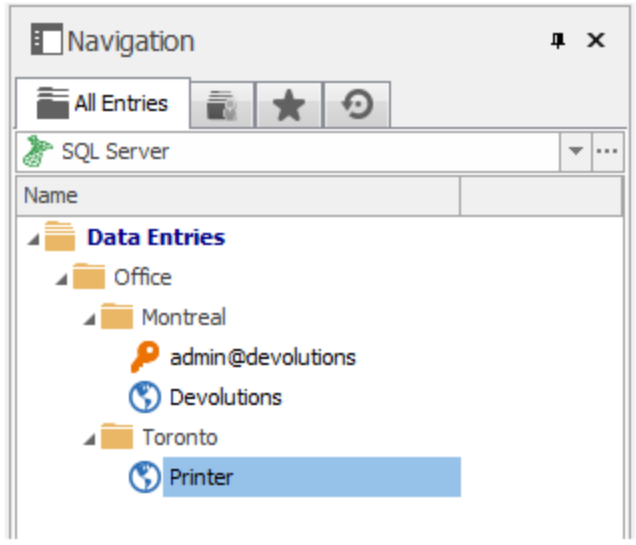 Navigation
All Entries
SQL Server
Name
Data Entries
Office
Montreal
admin@devolutions
Devolutions
Toronto
Printer